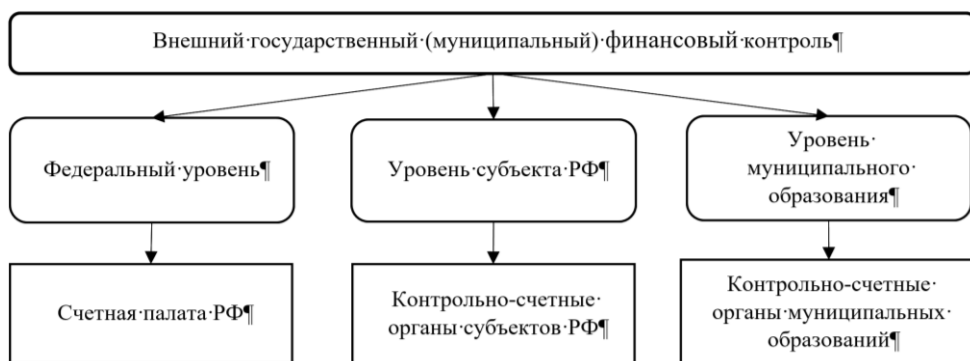 Внешний·государственный·(муниципальный)·финансовый·контроль¶
Федеральный·уровень¶
Уровень·субъекта·РФ¶
Уровень·
муниципального·
образования¶
Счетная·палата·РФ¶
Контрольно-счетные·
органы·субъектов·РФ¶
Контрольно-счетные·
органы·муниципальных·
образований¶